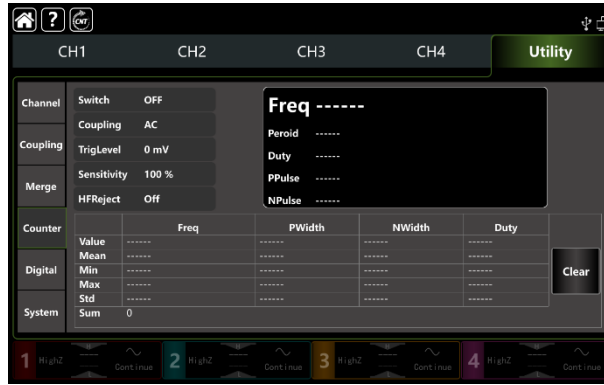 ? CNT
CH1 CH2 CH3 CH4 Utility
Channel
Coupling
Merge
Counter
Digital
System
Switch OFF
Coupling AC
TrigLevel 0 mV
Sensitivity 100 %
HFReject Off
Freq ------
Peroid ------
Duty ------
PPulse ------
NPulse ------
Freq PWidth NWidth Duty
Value ------ ------ ------ ------
Mean ------ ------ ------ ------
Min ------ ------ ------ ------
Max ------ ------ ------ ------
Std ------ ------ ------ ------
Sum 0
Clear
1 HighZ Continue 2 HighZ Continue 3 HighZ Continue 4 HighZ Continue